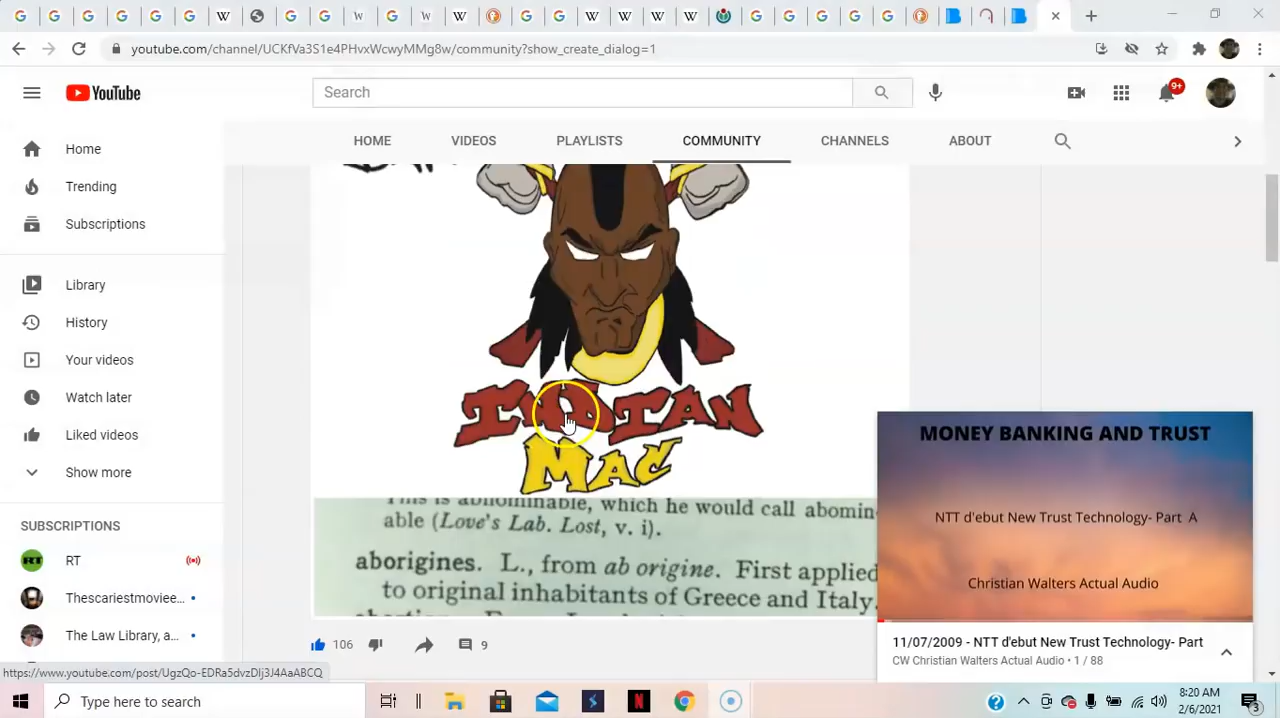 youtube.com/channel/UCKfVa3S1e4PHvxWcwyMMg8w/community?show_create_dialog=1
YouTube
Search
9+
HOME VIDEOS PLAYLISTS COMMUNITY CHANNELS ABOUT
Home
Trending
Subscriptions
Library
History
Your videos
Watch later
Liked videos
Show more
SUBSCRIPTIONS
RT
Thescariestmoviee...
The Law Library, a...
INDIAN
MAC
This is abhominable, which he would call abomin-
able (Love's Lab. Lost, v. i).
aborigines. L., from ab origine. First applied
to original inhabitants of Greece and Italy.
106 9
MONEY BANKING AND TRUST
NTT d'ebut New Trust Technology- Part A
Christian Walters Actual Audio
11/07/2009 - NTT d'ebut New Trust Technology- Part
CW Christian Walters Actual Audio • 1 / 88
https://www.youtube.com/post/UgzQo-EDRa5dvzDIj3J4AaABCQ
Type here to search
8:20 AM
2/6/2021
3